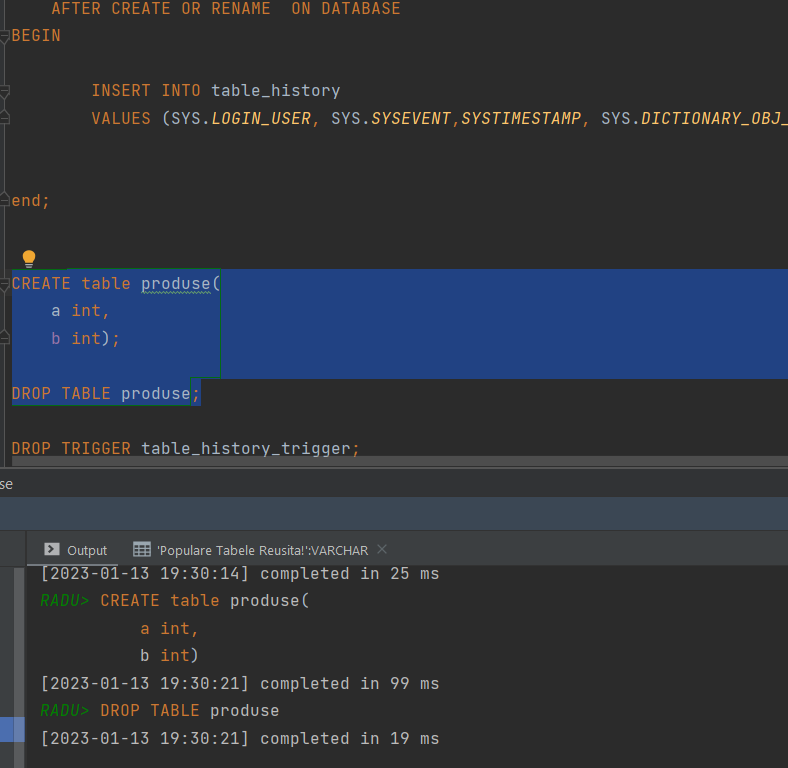 AFTER CREATE OR RENAME  ON DATABASE
BEGIN
INSERT INTO table_history
VALUES (SYS.LOGIN_USER, SYS.SYSEVENT,SYSTIMESTAMP, SYS.DICTIONARY_OBJ_
end;
CREATE table produse(
a int,
b int);
DROP TABLE produse;
DROP TRIGGER table_history_trigger;
se
Output 'Populare Tabele Reusita!':VARCHAR
[2023-01-13 19:30:14] completed in 25 ms
RADU> CREATE table produse(
a int,
b int)
[2023-01-13 19:30:21] completed in 99 ms
RADU> DROP TABLE produse
[2023-01-13 19:30:21] completed in 19 ms